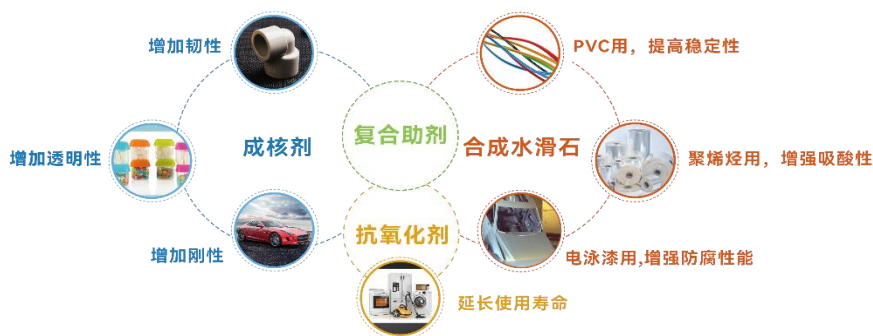 增加韧性
PVC用，提高稳定性
复合助剂
成核剂
合成水滑石
增加透明性
聚烯烃用，增强吸酸性
抗氧化剂
增加刚性
电泳漆用,增强防腐性能
延长使用寿命